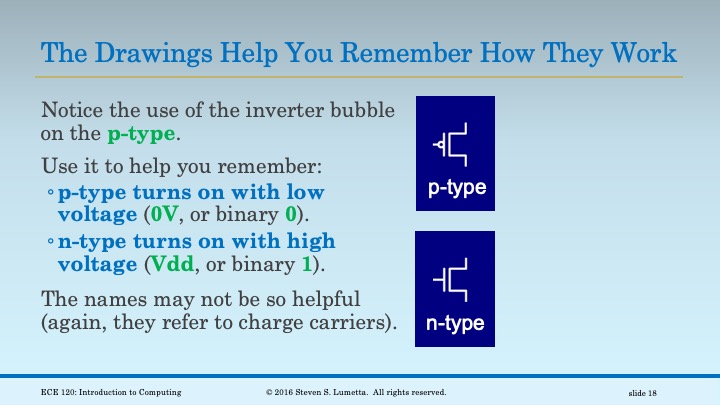 The Drawings Help You Remember How They Work
Notice the use of the inverter bubble
on the p-type.
Use it to help you remember:
◦p-type turns on with low
voltage (0V, or binary 0).
◦n-type turns on with high
voltage (Vdd, or binary 1).
The names may not be so helpful
(again, they refer to charge carriers).
p-type
n-type
ECE 120: Introduction to Computing
© 2016 Steven S. Lumetta. All rights reserved.
slide 18